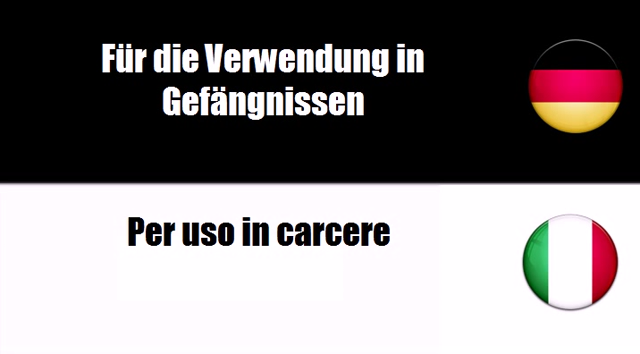 Für die Verwendung in
Gefängnissen
Per uso in carcere